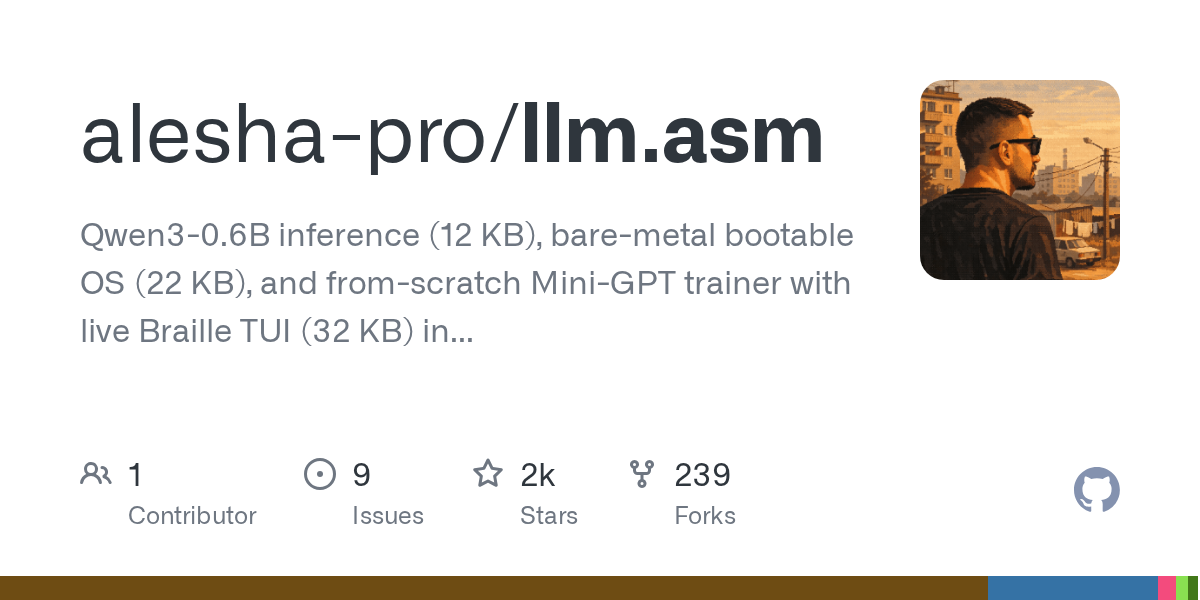 alesha-pro/llm.asm
Qwen3-0.6B inference (12 KB), bare-metal bootable
OS (22 KB), and from-scratch Mini-GPT trainer with
live Braille TUI (32 KB) in...
1
Contributor
9
Issues
2k
Stars
239
Forks